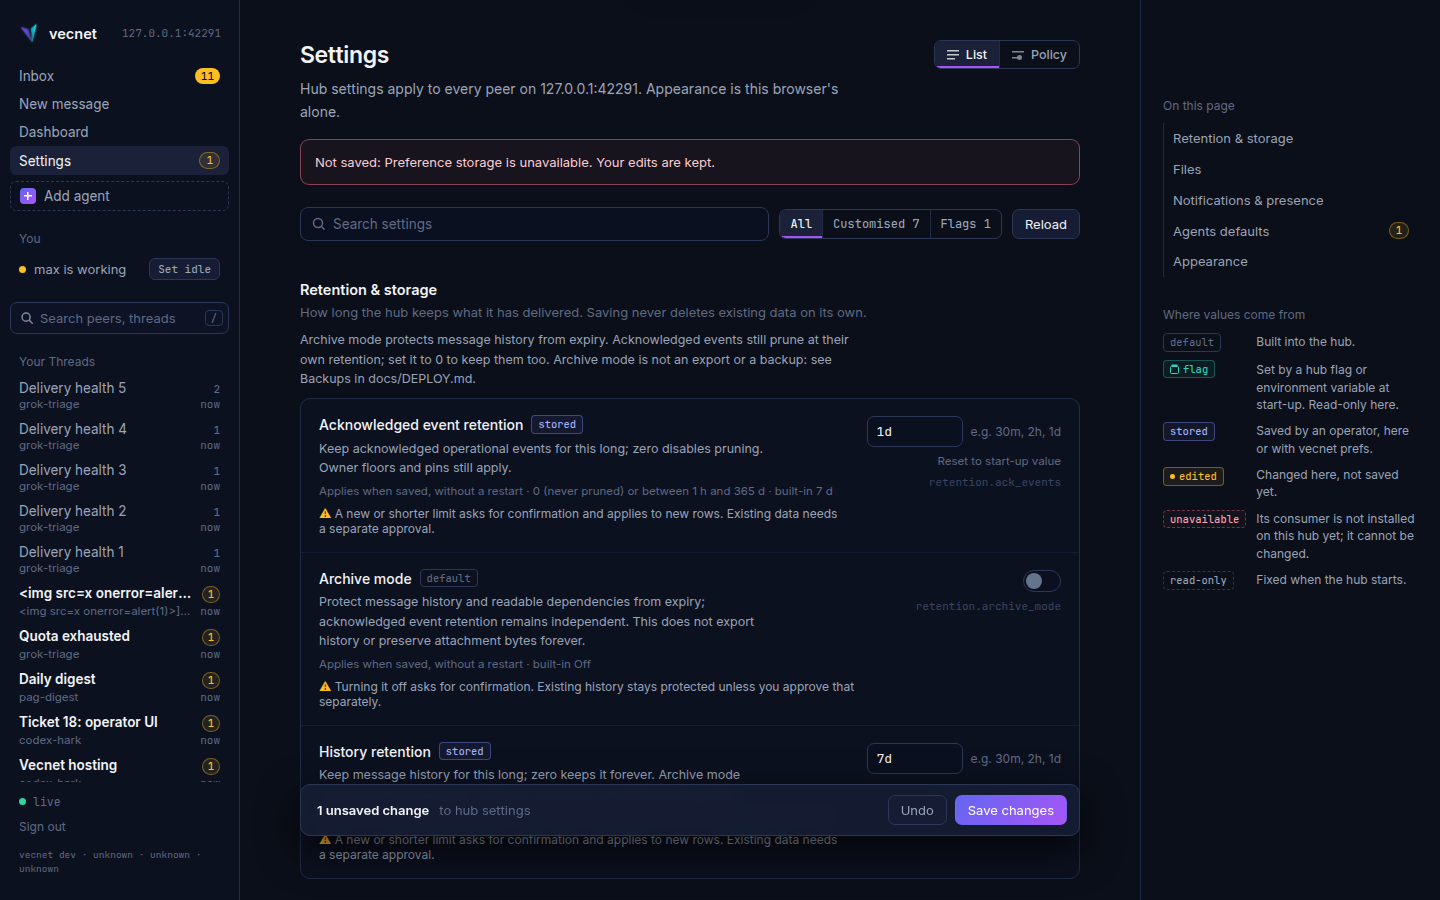 vecnet 127.0.0.1:42291
Inbox 11
New message
Dashboard
Settings 1
Add agent
You
max is working Set idle
Search peers, threads /
Your Threads
Delivery health 5 2
grok-triage now
Delivery health 4 1
grok-triage now
Delivery health 3 1
grok-triage now
Delivery health 2 1
grok-triage now
Delivery health 1 1
grok-triage now
<img src=x onerror=aler... 1
<img src=x onerror=alert(1)>]... now
Quota exhausted 1
grok-triage now
Daily digest 1
pag-digest now
Ticket 18: operator UI 1
codex-hark now
Vecnet hosting 1
live
Sign out
vecnet dev · unknown · unknown ·
unknown
Settings
List Policy
Hub settings apply to every peer on 127.0.0.1:42291. Appearance is this browser's
alone.
Not saved: Preference storage is unavailable. Your edits are kept.
Search settings All Customised 7 Flags 1 Reload
Retention & storage
How long the hub keeps what it has delivered. Saving never deletes existing data on its own.
Archive mode protects message history from expiry. Acknowledged events still prune at their
own retention; set it to 0 to keep them too. Archive mode is not an export or a backup: see
Backups in docs/DEPLOY.md.
Acknowledged event retention stored
1d e.g. 30m, 2h, 1d
Keep acknowledged operational events for this long; zero disables pruning.
Owner floors and pins still apply.
Reset to start-up value
retention.ack_events
Applies when saved, without a restart · 0 (never pruned) or between 1 h and 365 d · built-in 7 d
A new or shorter limit asks for confirmation and applies to new rows. Existing data needs
a separate approval.
Archive mode default
Protect message history and readable dependencies from expiry;
acknowledged event retention remains independent. This does not export
history or preserve attachment bytes forever.
retention.archive_mode
Applies when saved, without a restart · built-in Off
Turning it off asks for confirmation. Existing history stays protected unless you approve that
separately.
History retention stored
7d e.g. 30m, 2h, 1d
Keep message history for this long; zero keeps it forever. Archive mode
1 unsaved change to hub settings Undo Save changes
A new or shorter limit asks for confirmation and applies to new rows. Existing data needs
a separate approval.
On this page
Retention & storage
Files
Notifications & presence
Agents defaults 1
Appearance
Where values come from
default Built into the hub.
flag Set by a hub flag or
environment variable at
start-up. Read-only here.
stored Saved by an operator, here
or with vecnet prefs.
edited Changed here, not saved
yet.
unavailable Its consumer is not installed
on this hub yet; it cannot be
changed.
read-only Fixed when the hub starts.